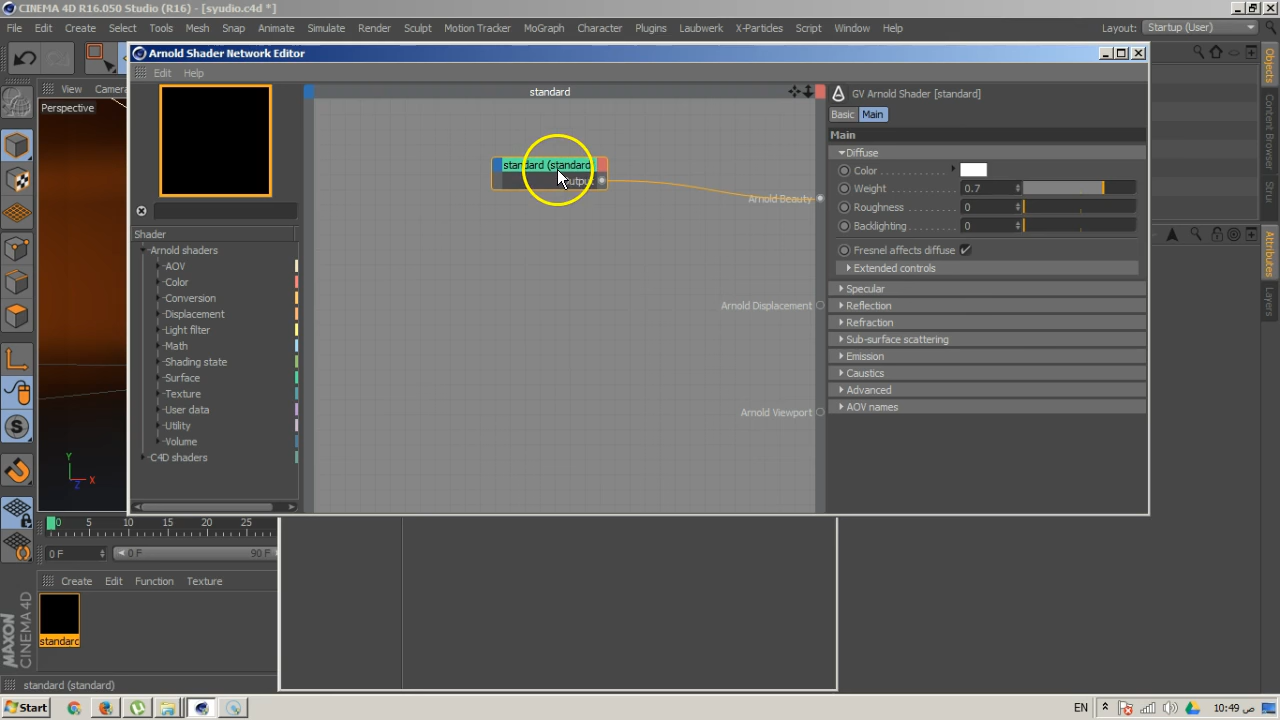 CINEMA 4D R16.050 Studio (R16) - [syudio.c4d *]
File Edit Create Select Tools Mesh Snap Animate Simulate Render Sculpt Motion Tracker MoGraph Character Plugins Laubwerk X-Particles Script Window Help Layout: Startup (User)
Arnold Shader Network Editor
Edit Help
View Camera
Perspective
standard
GV Arnold Shader [standard]
Basic Main
Main
Diffuse
standard (standard
Output
Color
Weight 0.7
Arnold Beauty
Roughness 0
Backlighting 0
Shader
Arnold shaders
Fresnel affects diffuse
AOV
Extended controls
Color
Conversion
Specular
Displacement
Arnold Displacement
Reflection
Light filter
Refraction
Math
Sub-surface scattering
Shading state
Emission
Surface
Caustics
Texture
Advanced
User data
Arnold Viewport
AOV names
Utility
Volume
C4D shaders
Y
X
Z
0 5 10 15 20 25
0 F 0 F 90 F
Create Edit Function Texture
standard
standard (standard)
MAXON
CINEMA 4D
Objects
Content Browser
Attributes
Layers
Start
EN
10:49 ص